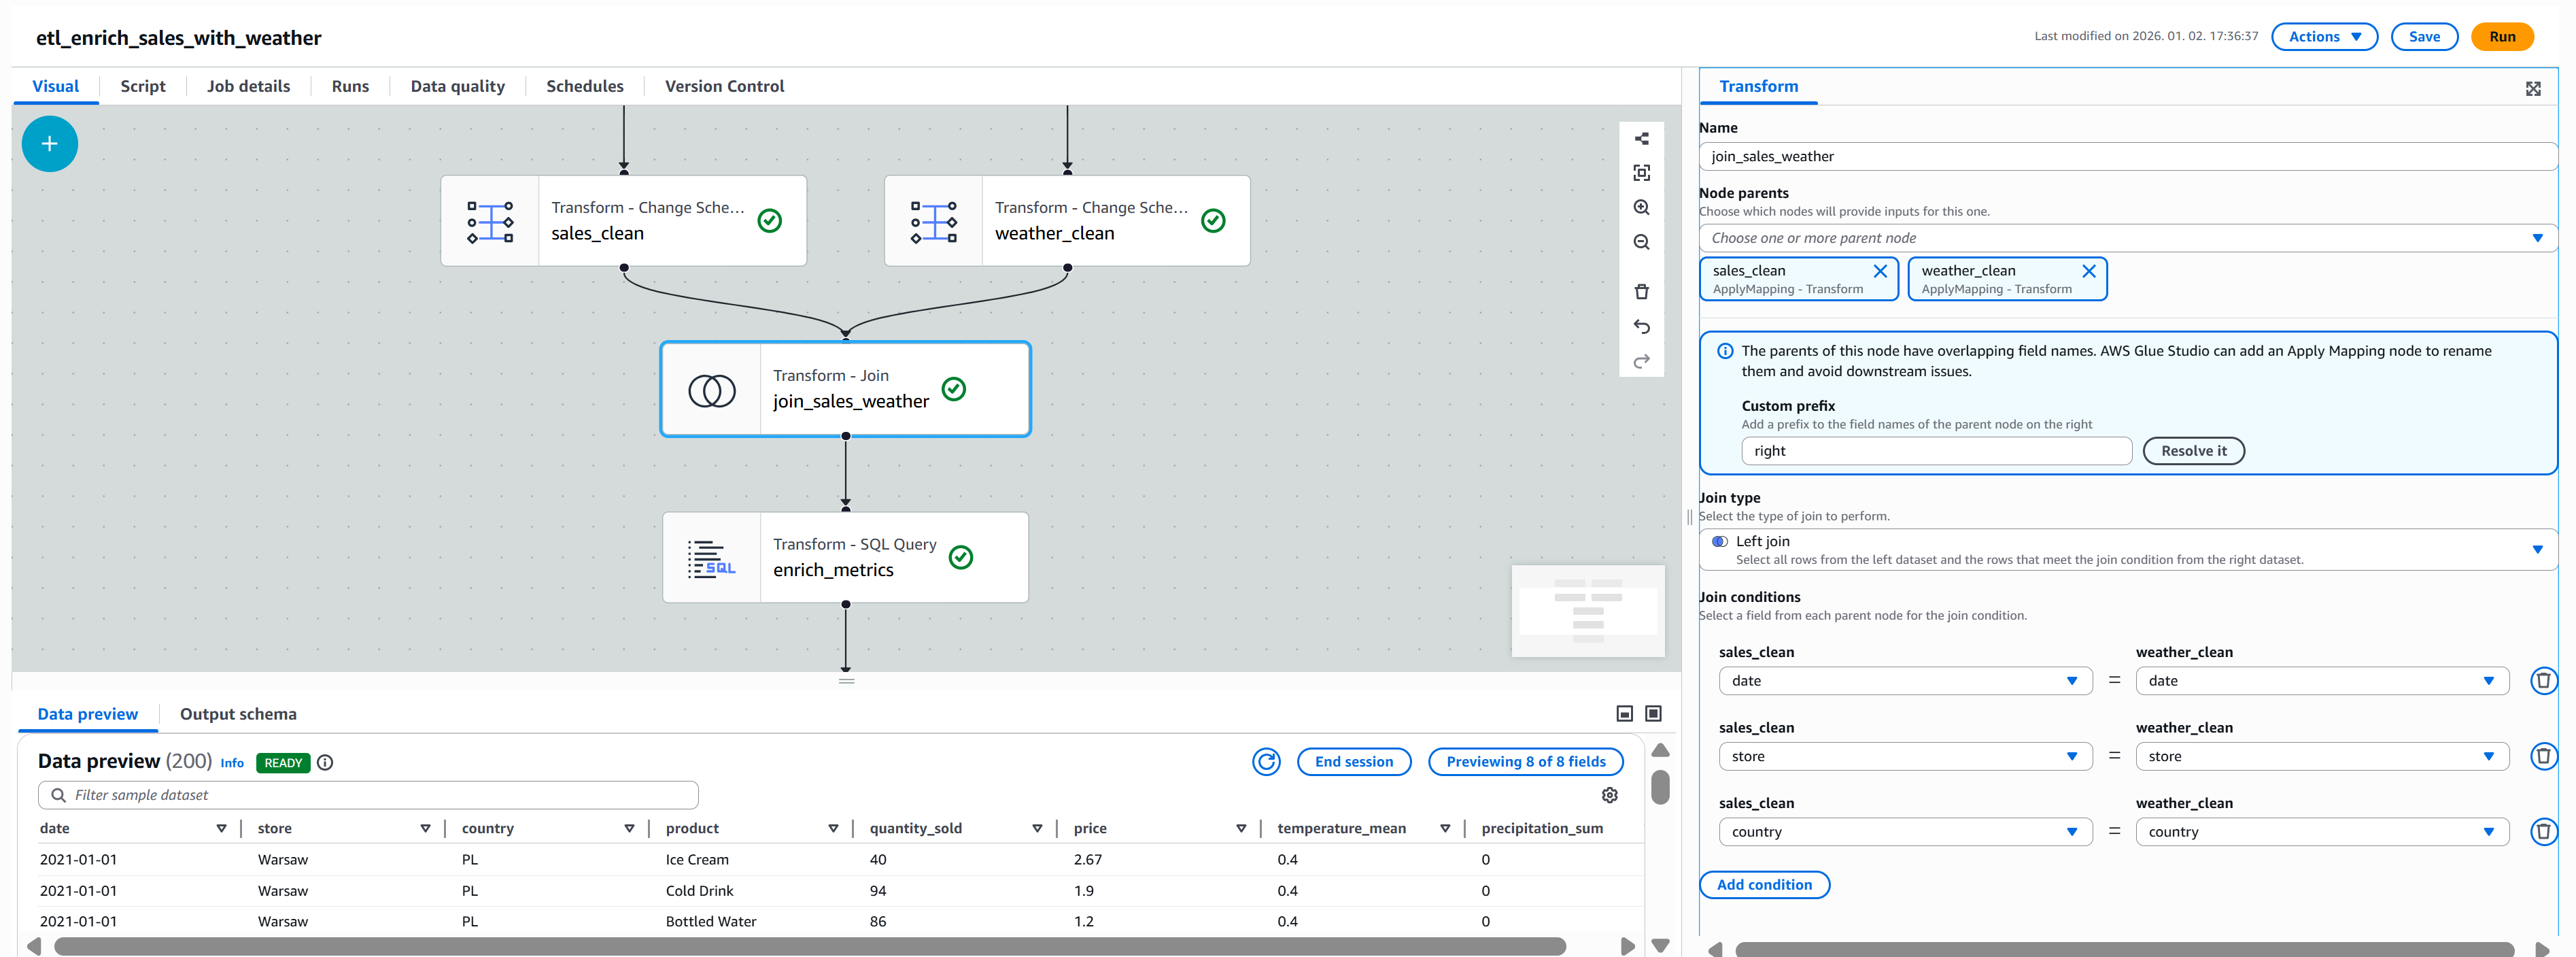 etl_enrich_sales_with_weather
Last modified on 2026. 01. 02. 17:36:37
Actions
Save
Run
Visual
Script
Job details
Runs
Data quality
Schedules
Version Control
Transform - Change Sche...
sales_clean
Transform - Change Sche...
weather_clean
Transform - Join
join_sales_weather
Transform - SQL Query
enrich_metrics
SQL
Data preview
Output schema
Data preview (200) Info READY
End session
Previewing 8 of 8 fields
Filter sample dataset
date store country product quantity_sold price temperature_mean precipitation_sum
2021-01-01 Warsaw PL Ice Cream 40 2.67 0.4 0
2021-01-01 Warsaw PL Cold Drink 94 1.9 0.4 0
2021-01-01 Warsaw PL Bottled Water 86 1.2 0.4 0
Transform
Name
join_sales_weather
Node parents
Choose which nodes will provide inputs for this one.
Choose one or more parent node
sales_clean
ApplyMapping - Transform
weather_clean
ApplyMapping - Transform
The parents of this node have overlapping field names. AWS Glue Studio can add an Apply Mapping node to rename
them and avoid downstream issues.
Custom prefix
Add a prefix to the field names of the parent node on the right
right
Resolve it
Join type
Select the type of join to perform.
Left join
Select all rows from the left dataset and the rows that meet the join condition from the right dataset.
Join conditions
Select a field from each parent node for the join condition.
sales_clean weather_clean
date = date
sales_clean weather_clean
store = store
sales_clean weather_clean
country = country
Add condition